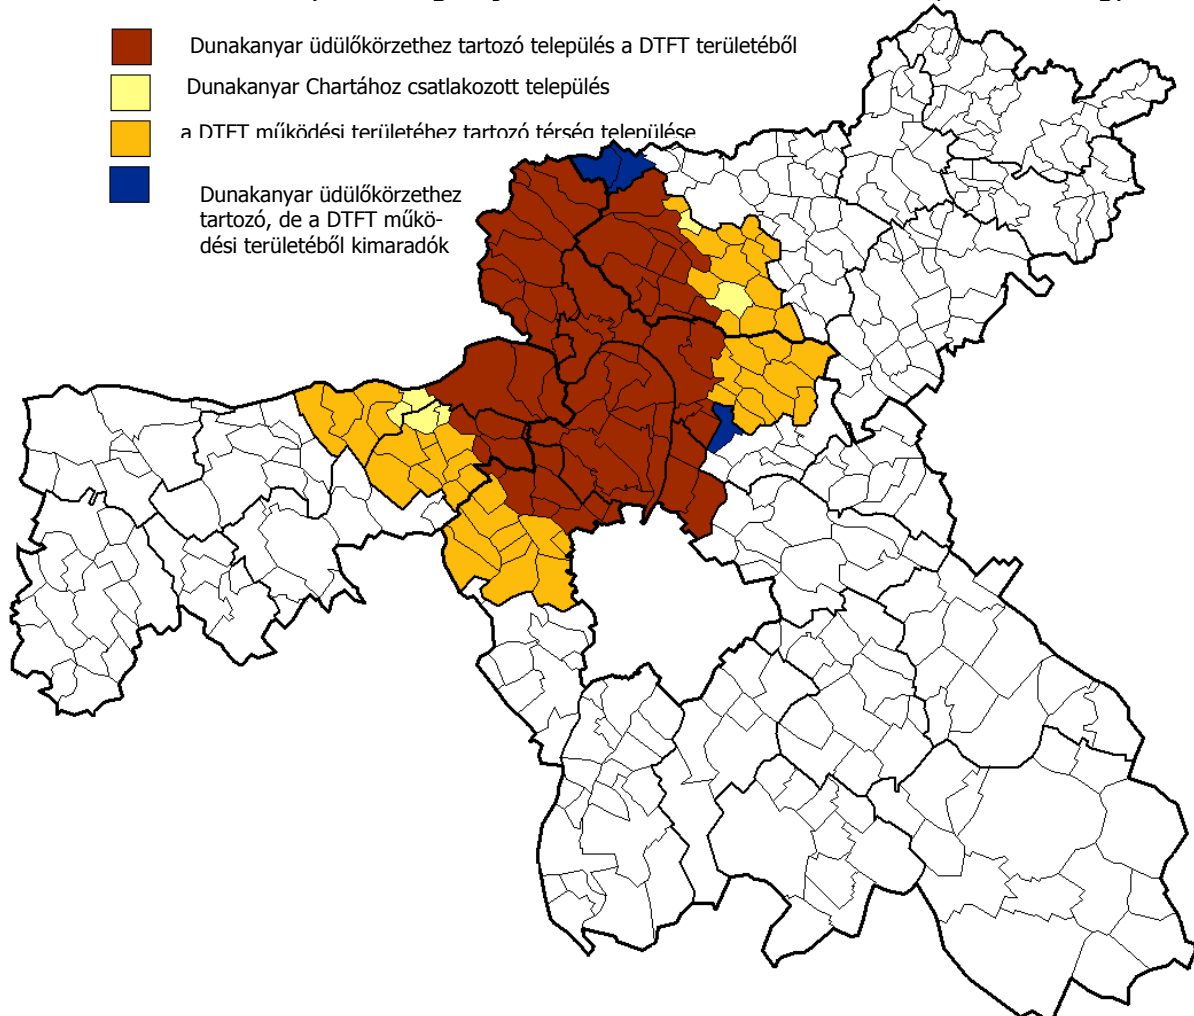 Dunakanyar üdülőkörzethez tartozó település a DTFT területéből
Dunakanyar Chartához csatlakozott település
a DTFT működési területéhez tartozó térség települése
Dunakanyar üdülőkörzethez
tartozó, de a DTFT műkö-
dési területéből kimaradók